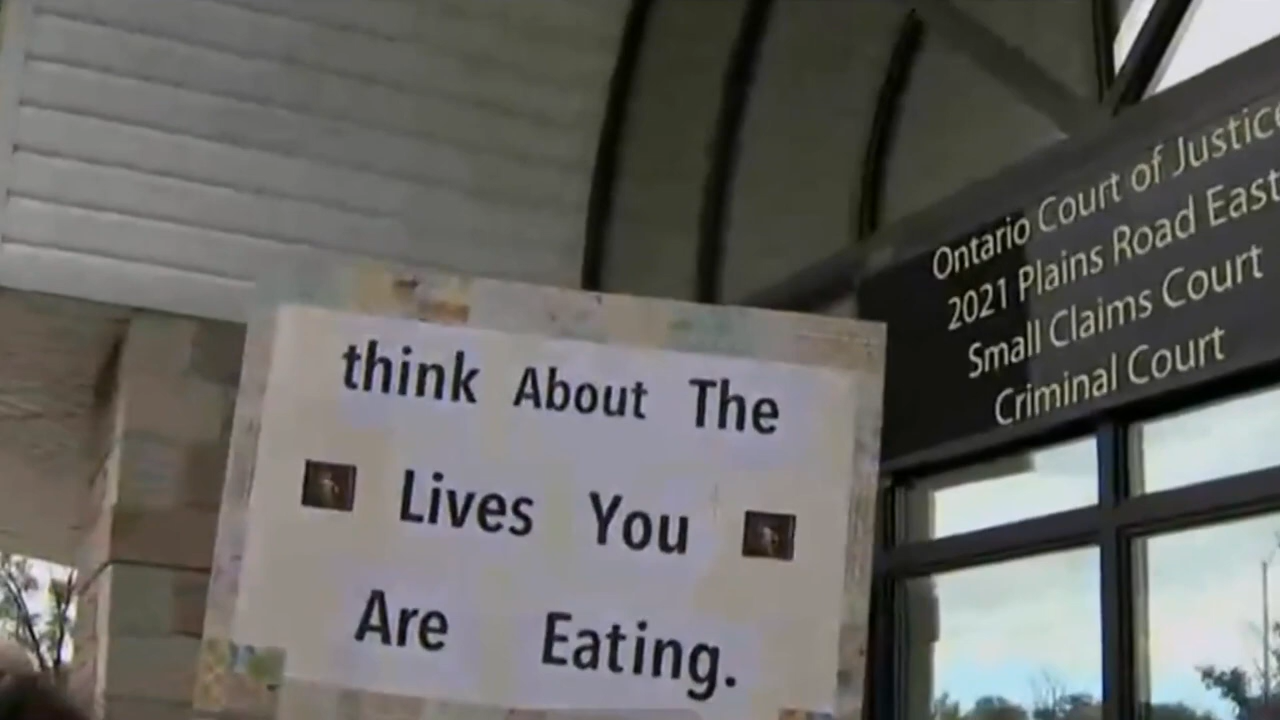 think About The
Lives You
Are Eating.
Ontario Court of Justice
2021 Plains Road East
Small Claims Court
Criminal Court